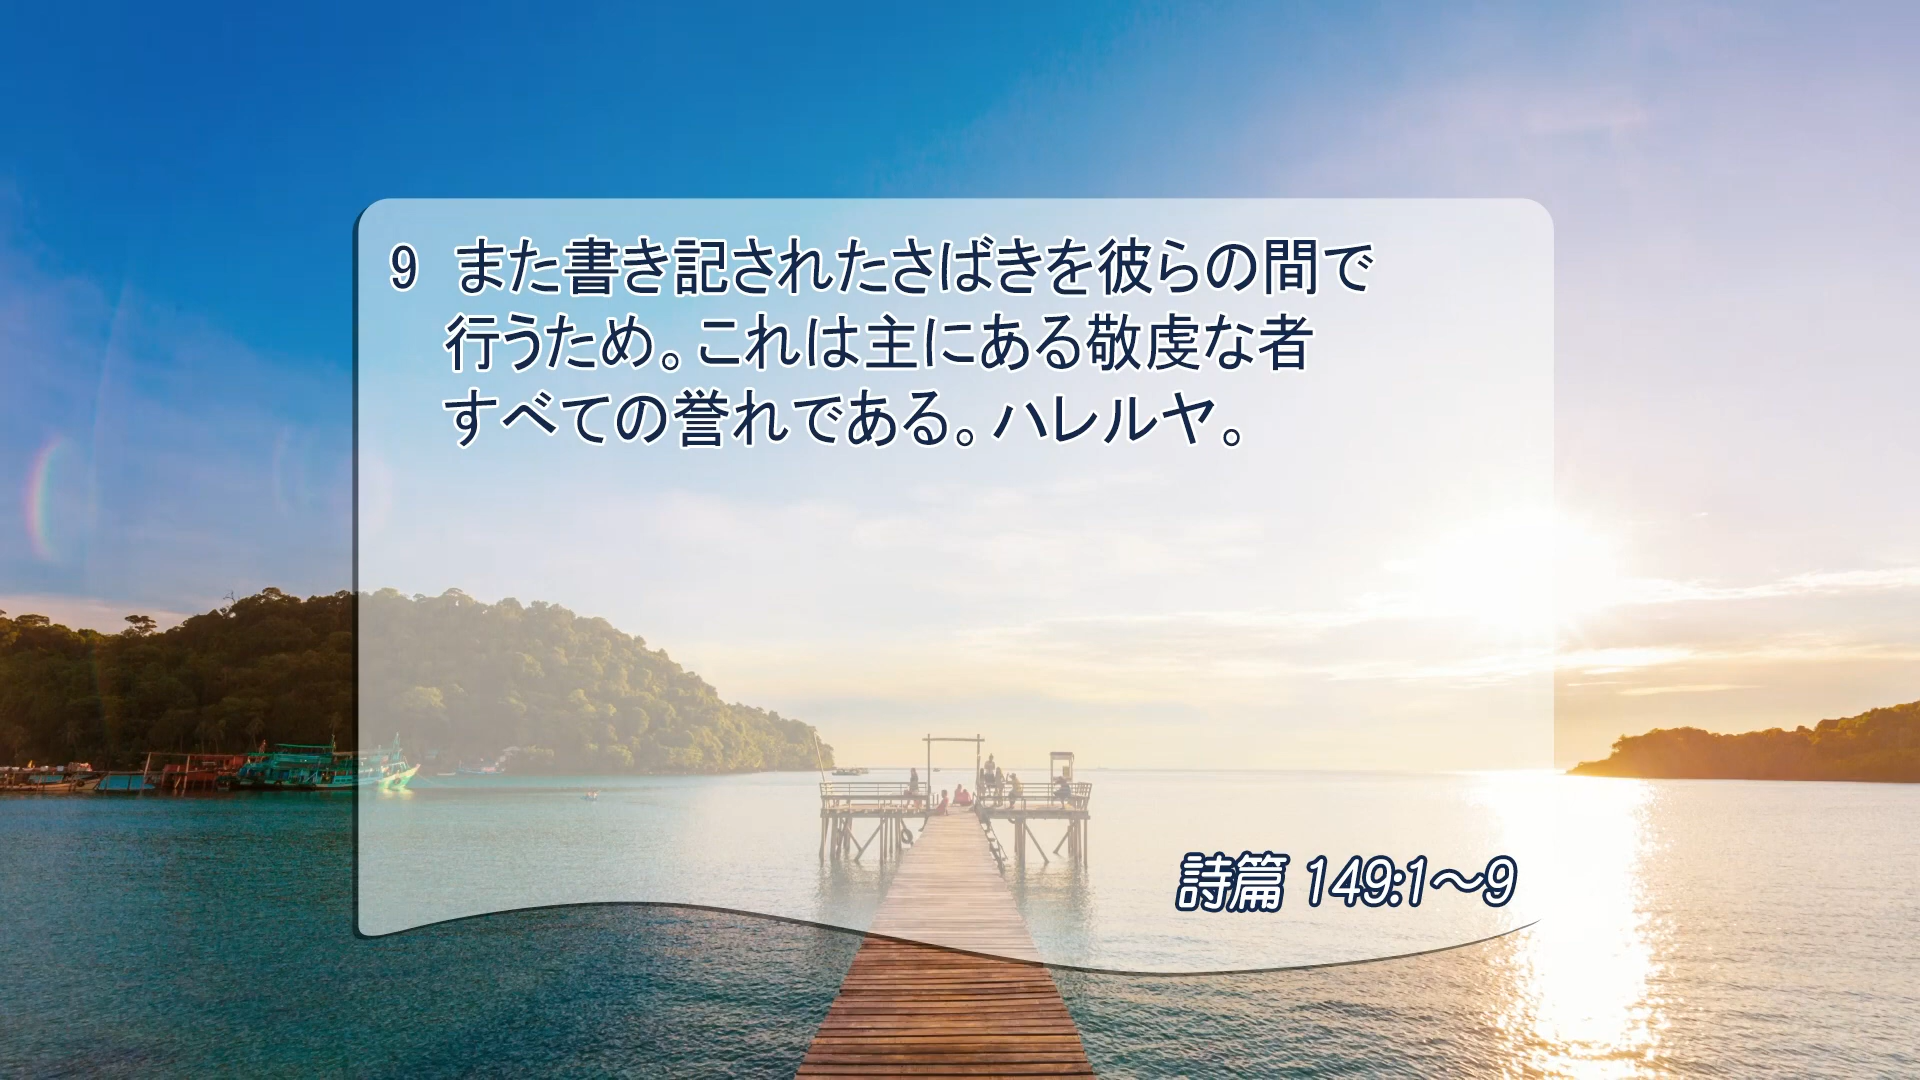 9 また書き記されたさばきを彼らの間で
行うため。これは主にある敬虔な者
すべての誉れである。ハレルヤ。
詩篇 149:1～9